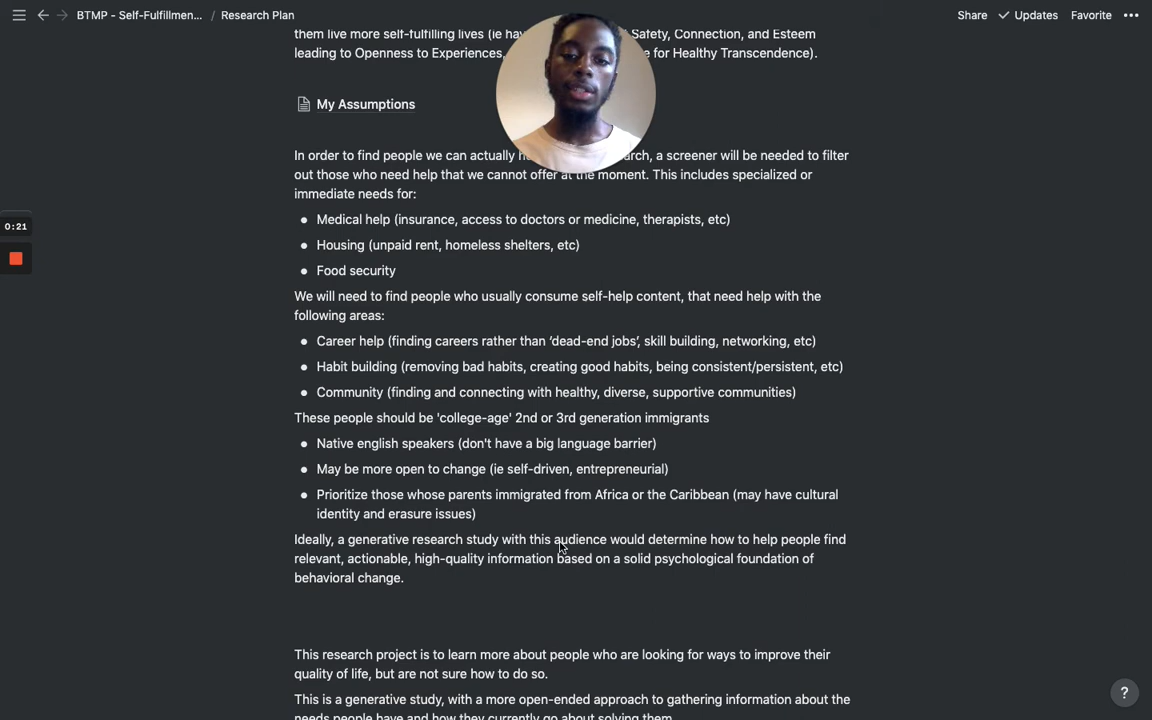 BTMP - Self-Fulfillmen... / Research Plan
Share Updates Favorite
them live more self-fulfilling lives (ie Safety, Connection, and Esteem
leading to Openness to Experiences, for Healthy Transcendence).
My Assumptions
In order to find people we can actually a screener will be needed to filter
out those who need help that we cannot offer at the moment. This includes specialized or
immediate needs for:
• Medical help (insurance, access to doctors or medicine, therapists, etc)
0:21
• Housing (unpaid rent, homeless shelters, etc)
• Food security
We will need to find people who usually consume self-help content, that need help with the
following areas:
• Career help (finding careers rather than ‘dead-end jobs’, skill building, networking, etc)
• Habit building (removing bad habits, creating good habits, being consistent/persistent, etc)
• Community (finding and connecting with healthy, diverse, supportive communities)
These people should be 'college-age' 2nd or 3rd generation immigrants
• Native english speakers (don't have a big language barrier)
• May be more open to change (ie self-driven, entrepreneurial)
• Prioritize those whose parents immigrated from Africa or the Caribbean (may have cultural
identity and erasure issues)
Ideally, a generative research study with this audience would determine how to help people find
relevant, actionable, high-quality information based on a solid psychological foundation of
behavioral change.
This research project is to learn more about people who are looking for ways to improve their
quality of life, but are not sure how to do so.
This is a generative study, with a more open-ended approach to gathering information about the
needs people have and how they currently go about solving them.
?